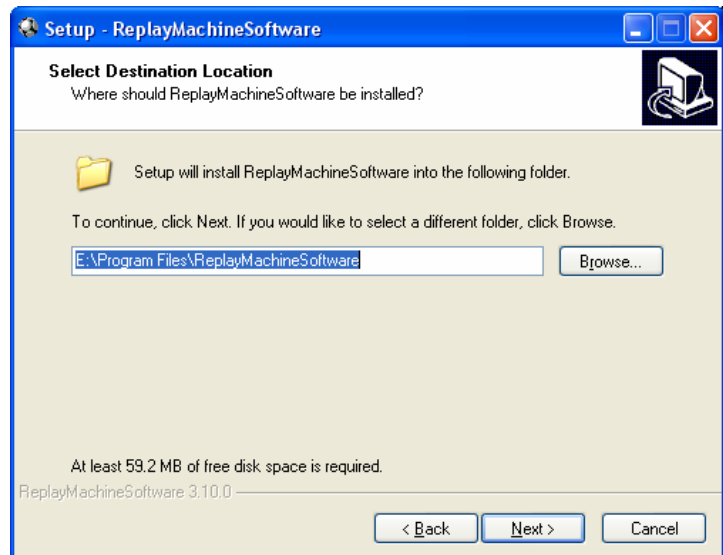 Setup - ReplayMachineSoftware
Select Destination Location
Where should ReplayMachineSoftware be installed?
Setup will install ReplayMachineSoftware into the following folder.
To continue, click Next. If you would like to select a different folder, click Browse.
E:\Program Files\ReplayMachineSoftware
Browse...
At least 59.2 MB of free disk space is required.
ReplayMachineSoftware 3.10.0
< Back Next > Cancel